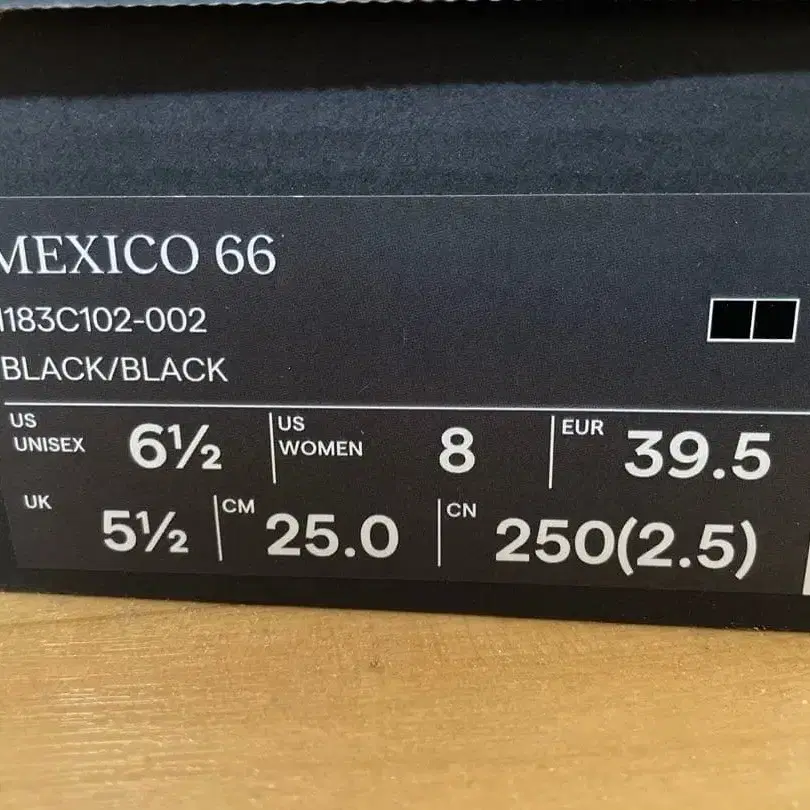 MEXICO 66
1183C102-002
BLACK/BLACK
US UNISEX 6½ US WOMEN 8 EUR 39.5
UK 5½ CM 25.0 CN 250(2.5)